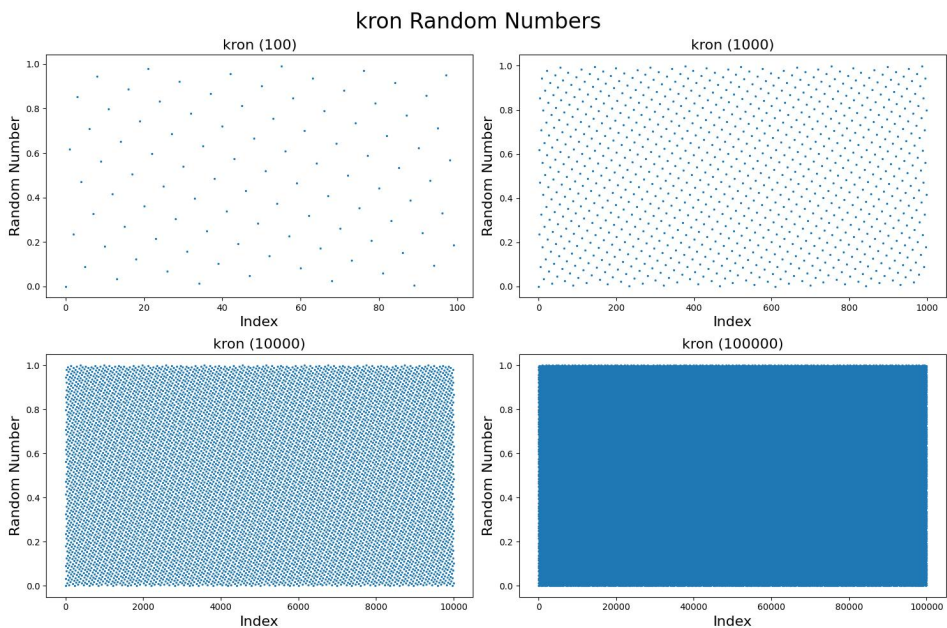 kron Random Numbers
kron (100)
1.0
0.8
0.6
0.4
0.2
0.0
Random Number
0 20 40 60 80 100
Index
kron (1000)
1.0
0.8
0.6
0.4
0.2
0.0
Random Number
0 200 400 600 800 1000
Index
kron (10000)
1.0
0.8
0.6
0.4
0.2
0.0
Random Number
0 2000 4000 6000 8000 10000
Index
kron (100000)
1.0
0.8
0.6
0.4
0.2
0.0
Random Number
0 20000 40000 60000 80000 100000
Index